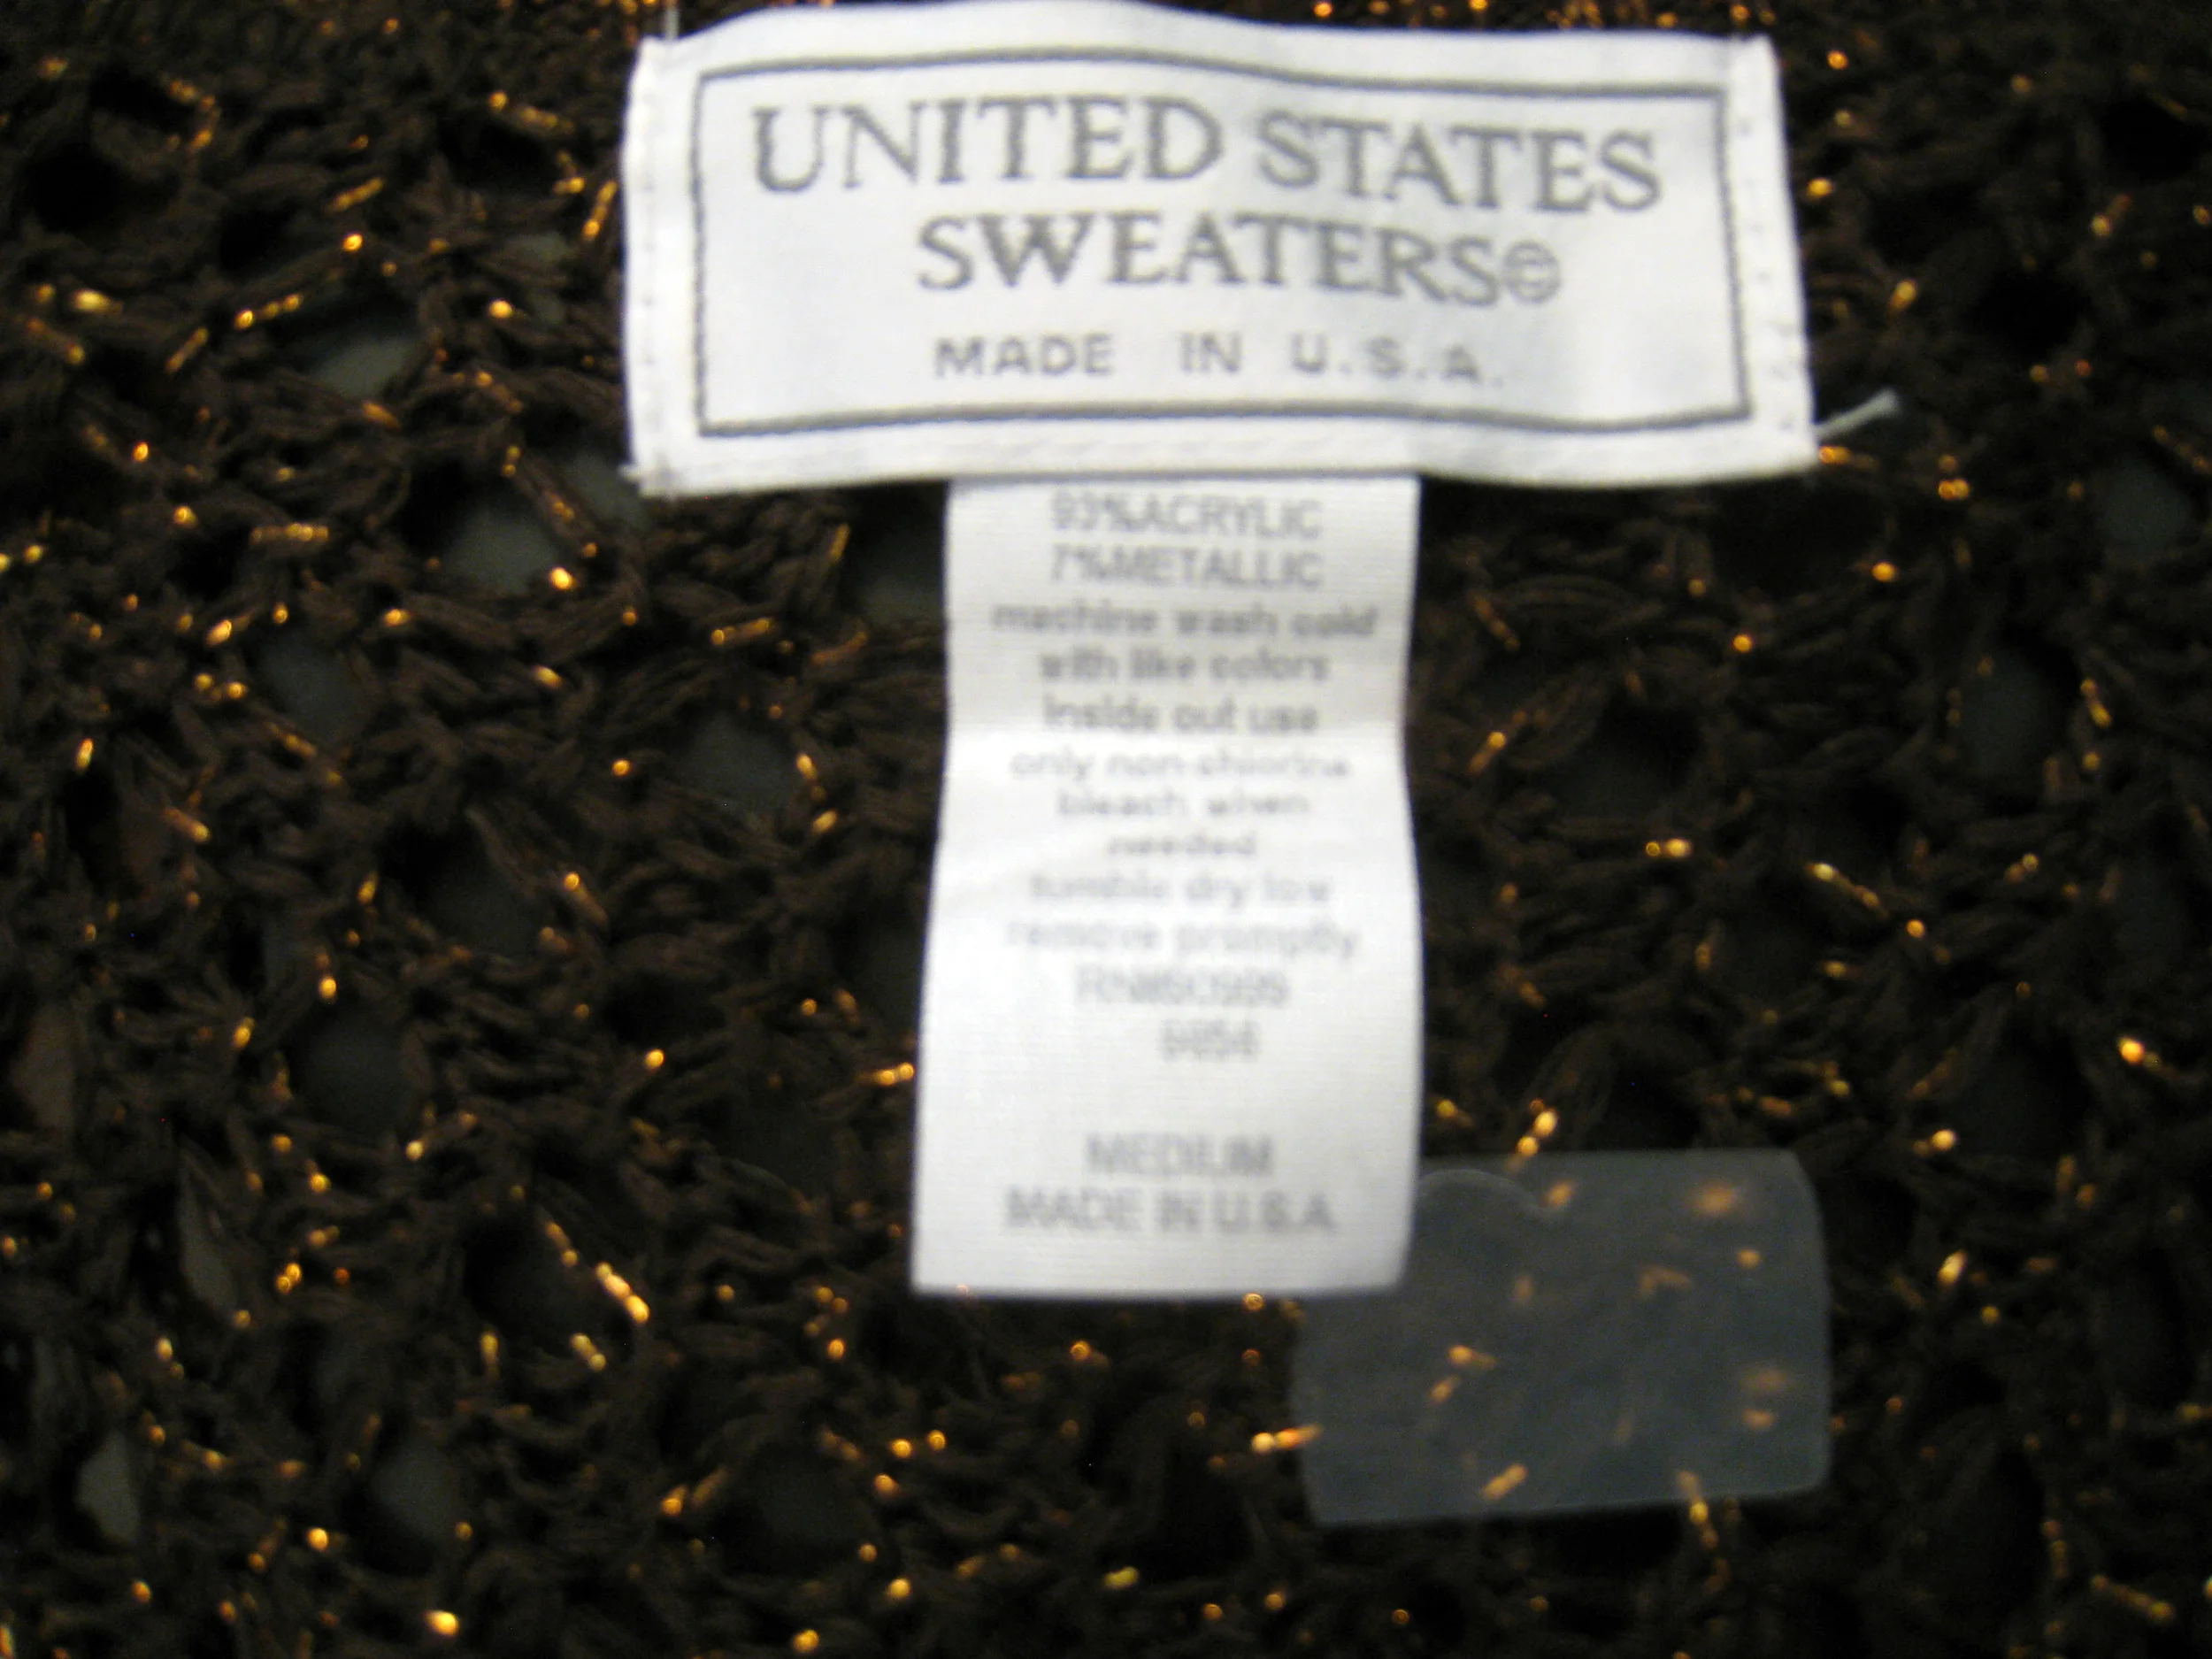 UNITED STATES
SWEATERS®
MADE IN U.S.A.
93%ACRYLIC
7%METALLIC
machine wash cold
with like colors
inside out use
only non-chlorine
bleach, when
needed
tumble dry low
remove promptly
MEDIUM
MADE IN U.S.A